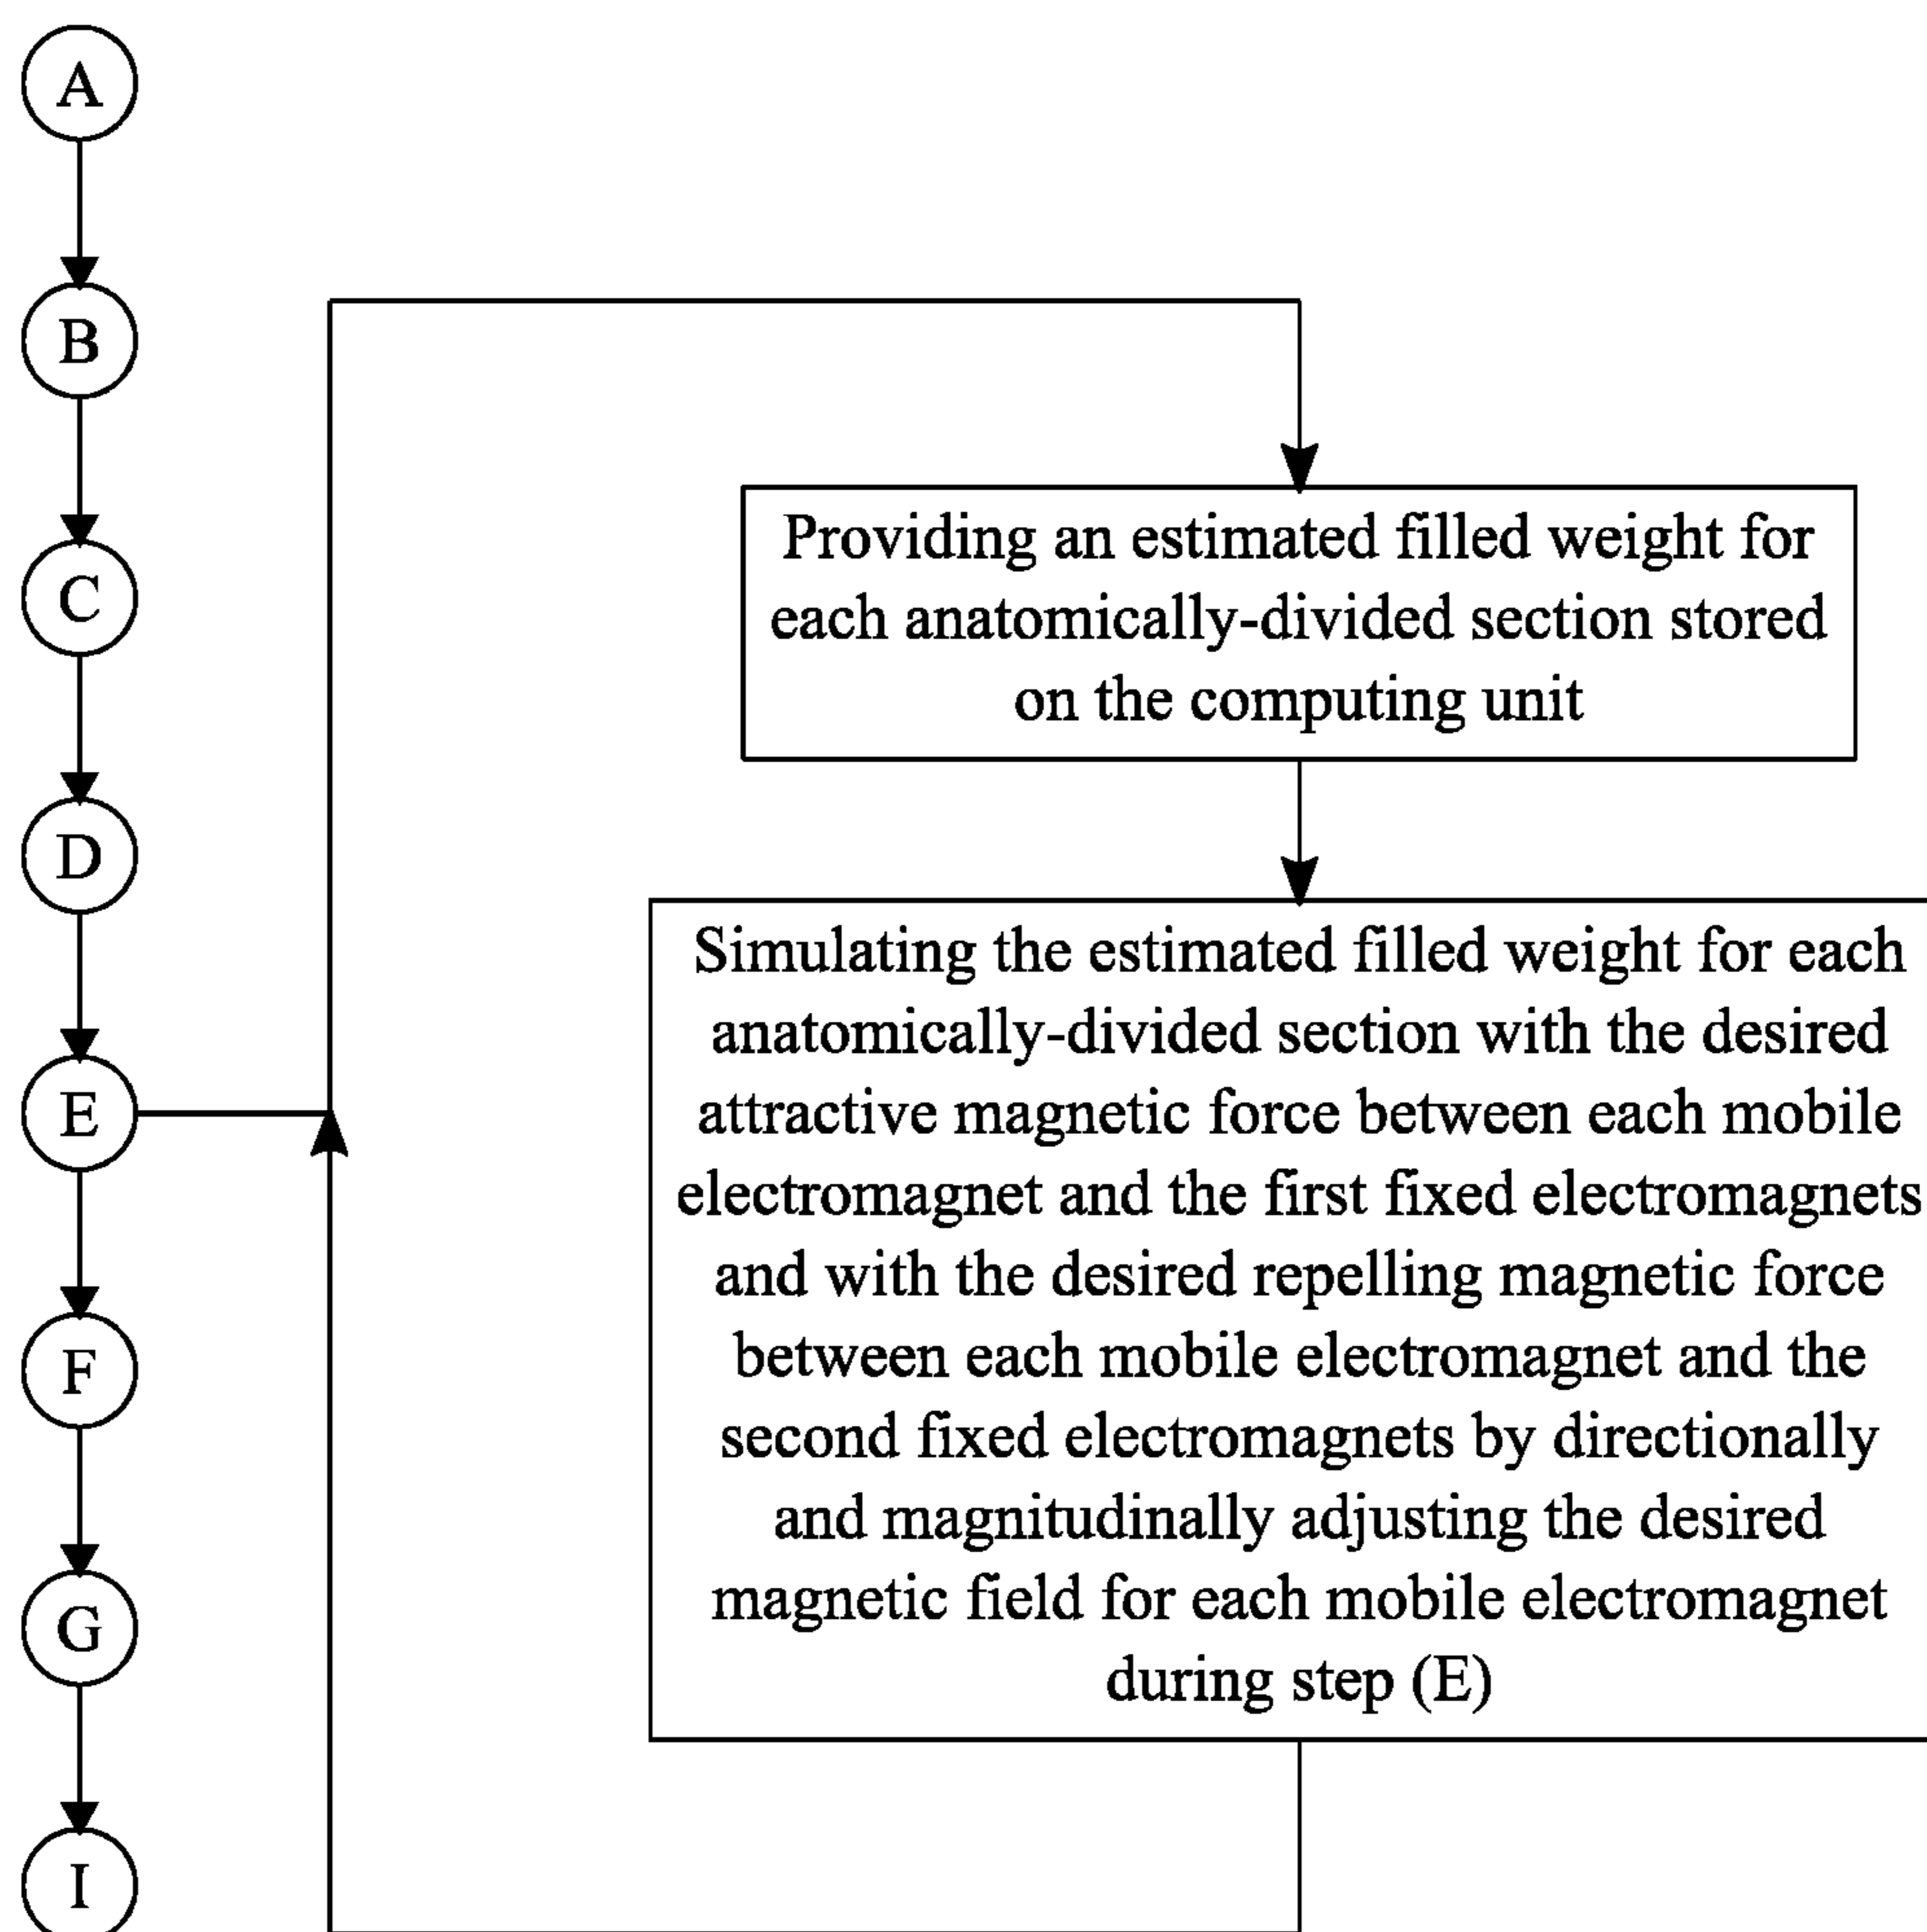 A
B
C
D
E
F
G
I
Providing an estimated filled weight for
each anatomically-divided section stored
on the computing unit
Simulating the estimated filled weight for each
anatomically-divided section with the desired
attractive magnetic force between each mobile
electromagnet and the first fixed electromagnets
and with the desired repelling magnetic force
between each mobile electromagnet and the
second fixed electromagnets by directionally
and magnitudinally adjusting the desired
magnetic field for each mobile electromagnet
during step (E)